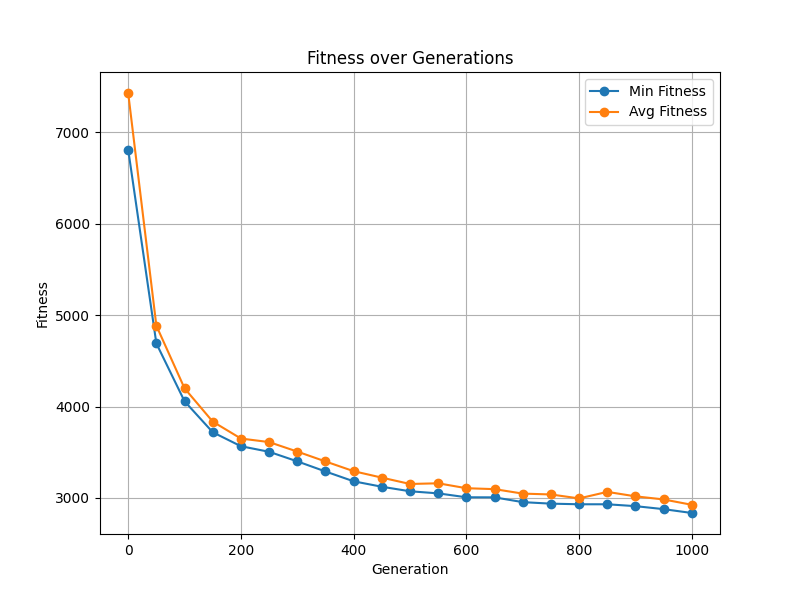 Fitness over Generations
Min Fitness
Avg Fitness
7000
6000
5000
4000
3000
Fitness
0 200 400 600 800 1000
Generation